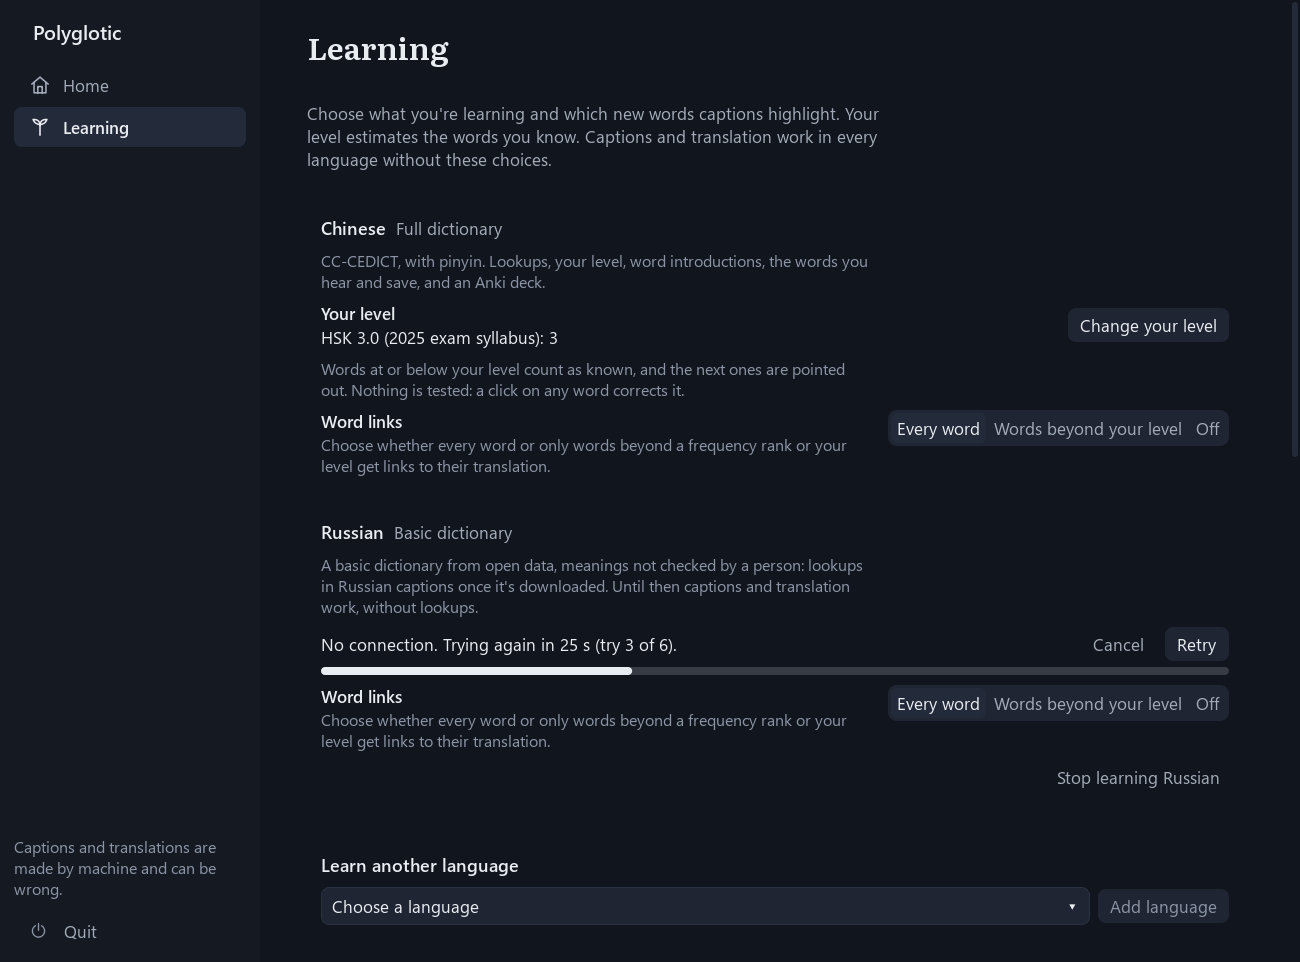 Polyglotic
Home
Learning
Captions and translations are
made by machine and can be
wrong.
Quit
Learning
Choose what you're learning and which new words captions highlight. Your
level estimates the words you know. Captions and translation work in every
language without these choices.
Chinese Full dictionary
CC-CEDICT, with pinyin. Lookups, your level, word introductions, the words you
hear and save, and an Anki deck.
Your level
HSK 3.0 (2025 exam syllabus): 3
Change your level
Words at or below your level count as known, and the next ones are pointed
out. Nothing is tested: a click on any word corrects it.
Word links
Every word Words beyond your level Off
Choose whether every word or only words beyond a frequency rank or your
level get links to their translation.
Russian Basic dictionary
A basic dictionary from open data, meanings not checked by a person: lookups
in Russian captions once it's downloaded. Until then captions and translation
work, without lookups.
No connection. Trying again in 25 s (try 3 of 6).
Cancel Retry
Word links
Every word Words beyond your level Off
Choose whether every word or only words beyond a frequency rank or your
level get links to their translation.
Stop learning Russian
Learn another language
Choose a language
Add language